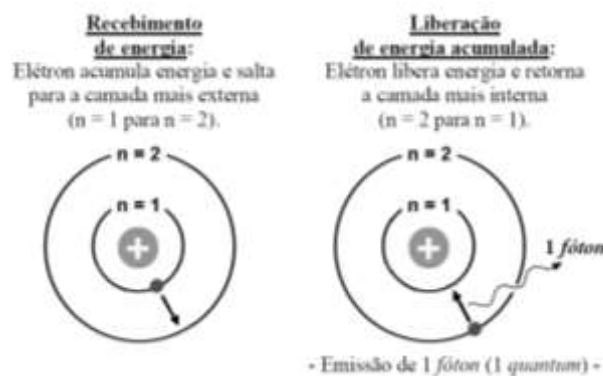 Recebimento
de energia:
Elétron acumula energia e salta
para a camada mais externa
(n = 1 para n = 2).
n = 2
n = 1
+
Liberação
de energia acumulada:
Elétron libera energia e retorna
a camada mais interna
(n = 2 para n = 1).
n = 2
n = 1
+
1 fóton
- Emissão de 1 fóton (1 quantum) -